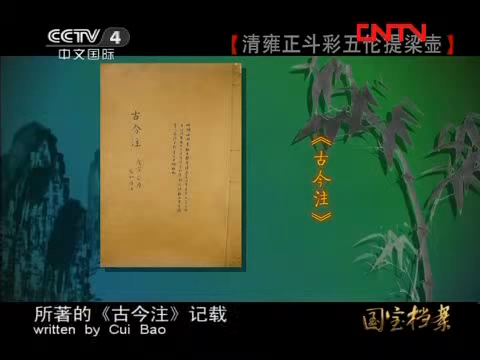 CCTV 4
中文国际
CNTV
【清雍正斗彩五伦提梁壶】
古今注
《古今注》
所著的《古今注》记载
written by Cui Bao
国宝档案